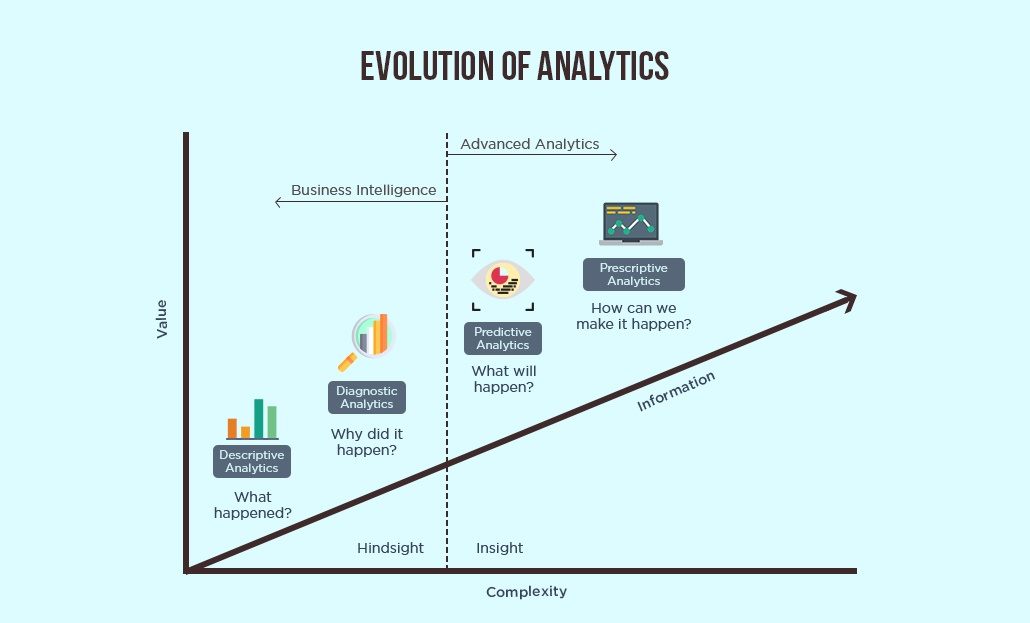 EVOLUTION OF ANALYTICS
Advanced Analytics
Business Intelligence
Value
Prescriptive
Analytics
How can we
make it happen?
Predictive
Analytics
What will
happen?
Diagnostic
Analytics
Why did it
happen?
Descriptive
Analytics
What
happened?
Information
Hindsight
Insight
Complexity